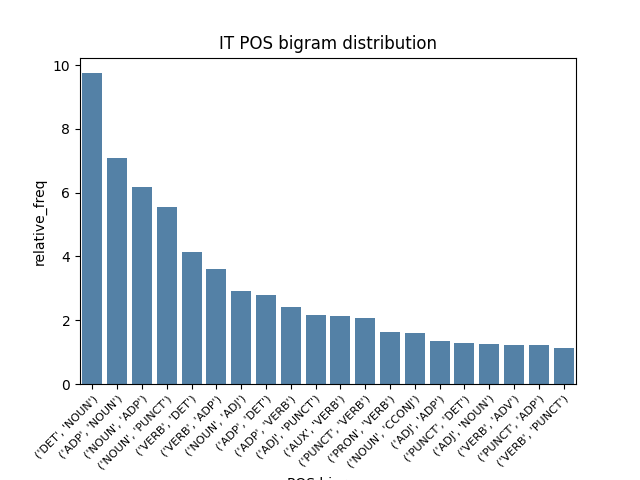 IT POS bigram distribution
10
8
6
4
2
0
relative_freq
('DET', 'NOUN')
('ADP', 'NOUN')
('NOUN', 'ADP')
('NOUN', 'PUNCT')
('VERB', 'DET')
('VERB', 'ADP')
('NOUN', 'ADJ')
('ADP', 'DET')
('ADP', 'VERB')
('ADJ', 'PUNCT')
('AUX', 'VERB')
('PUNCT', 'VERB')
('PRON', 'VERB')
('NOUN', 'CCONJ')
('ADJ', 'ADP')
('PUNCT', 'DET')
('ADJ', 'NOUN')
('VERB', 'ADV')
('PUNCT', 'ADP')
('VERB', 'PUNCT')